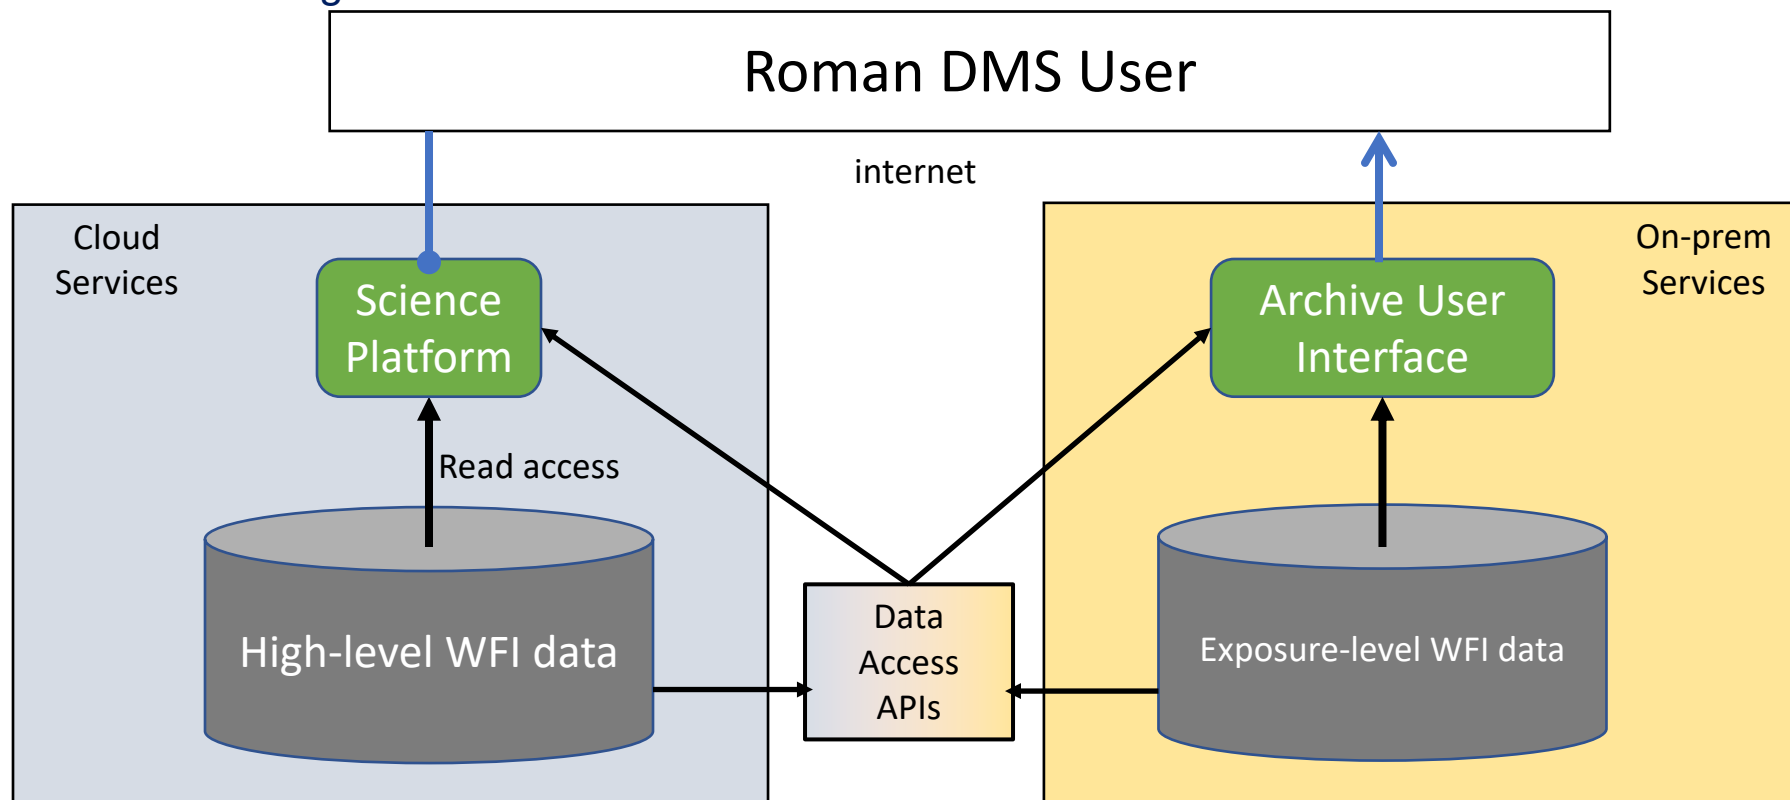 Roman DMS User
internet
Cloud
Services
On-prem
Services
Science
Platform
Archive User
Interface
Read access
Data
Access
APIs
High-level WFI data
Exposure-level WFI data